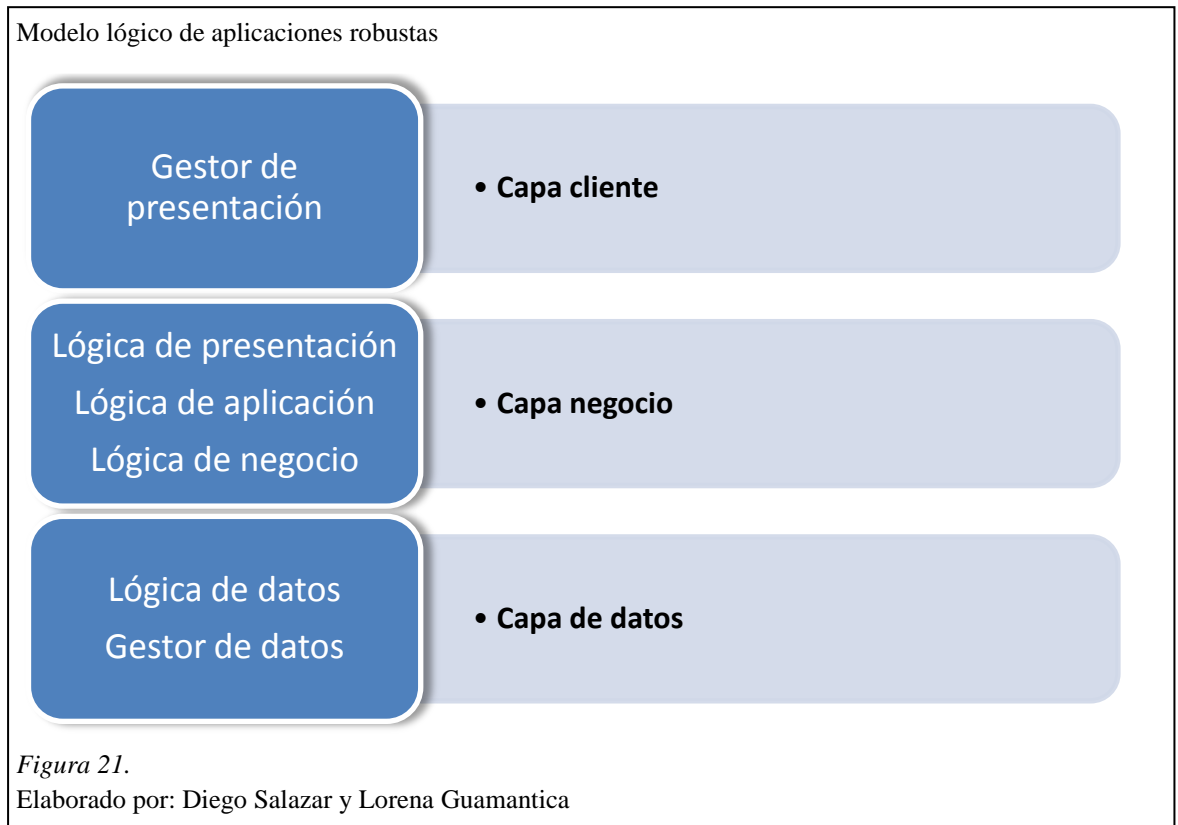 Modelo lógico de aplicaciones robustas
Gestor de
presentación
• Capa cliente
Lógica de presentación
Lógica de aplicación
Lógica de negocio
• Capa negocio
Lógica de datos
Gestor de datos
• Capa de datos
Figura 21.
Elaborado por: Diego Salazar y Lorena Guamantica